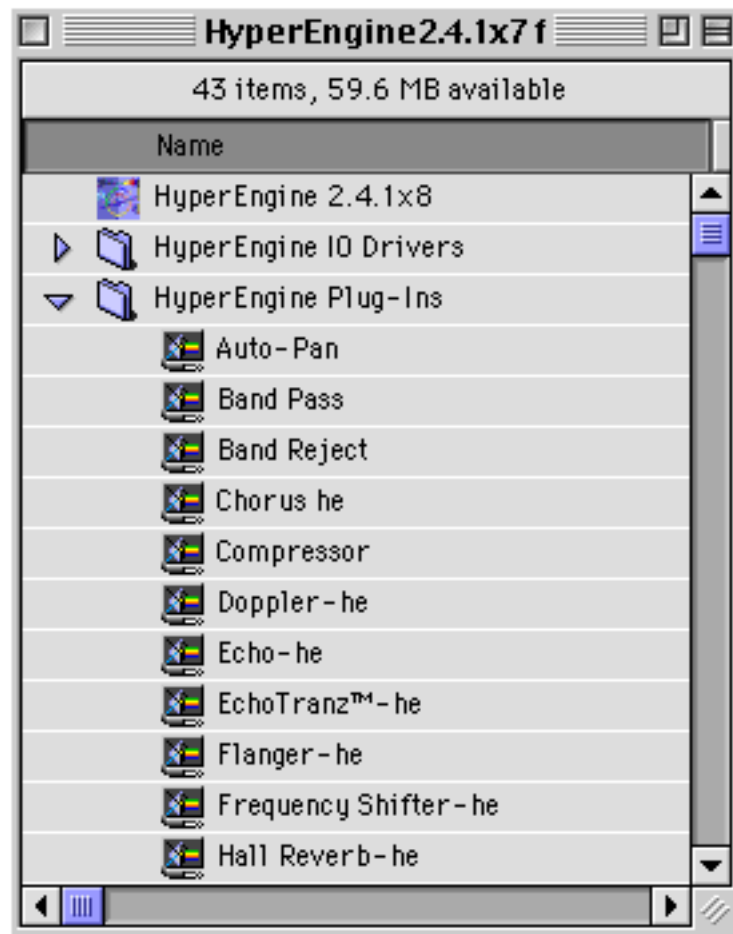 HyperEngine2.4.1x7 f
43 items, 59.6 MB available
Name
HyperEngine 2.4.1x8
HyperEngine IO Drivers
HyperEngine Plug-Ins
Auto-Pan
Band Pass
Band Reject
Chorus he
Compressor
Doppler-he
Echo-he
EchoTranz™-he
Flanger-he
Frequency Shifter-he
Hall Reverb-he